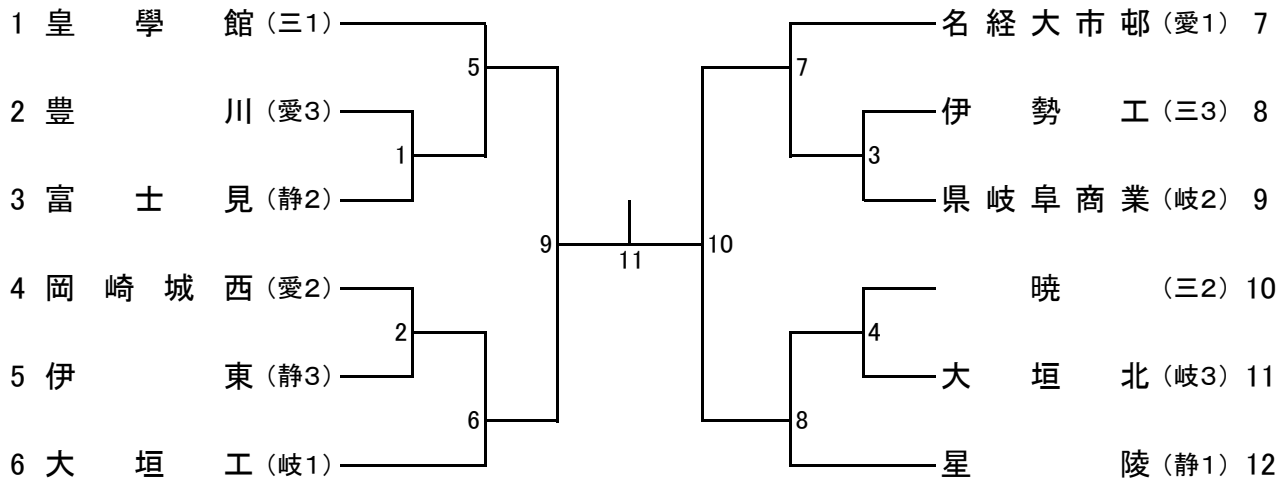 1 皇學館（三1）
2 豊川（愛3）
3 富士見（静2）
4 岡崎城西（愛2）
5 伊東（静3）
6 大垣工（岐1）
5
1
9
2
6
11
7
3
10
4
8
名経大市邨（愛1） 7
伊勢工（三3） 8
県岐阜商業（岐2） 9
暁（三2） 10
大垣北（岐3） 11
星陵（静1） 12